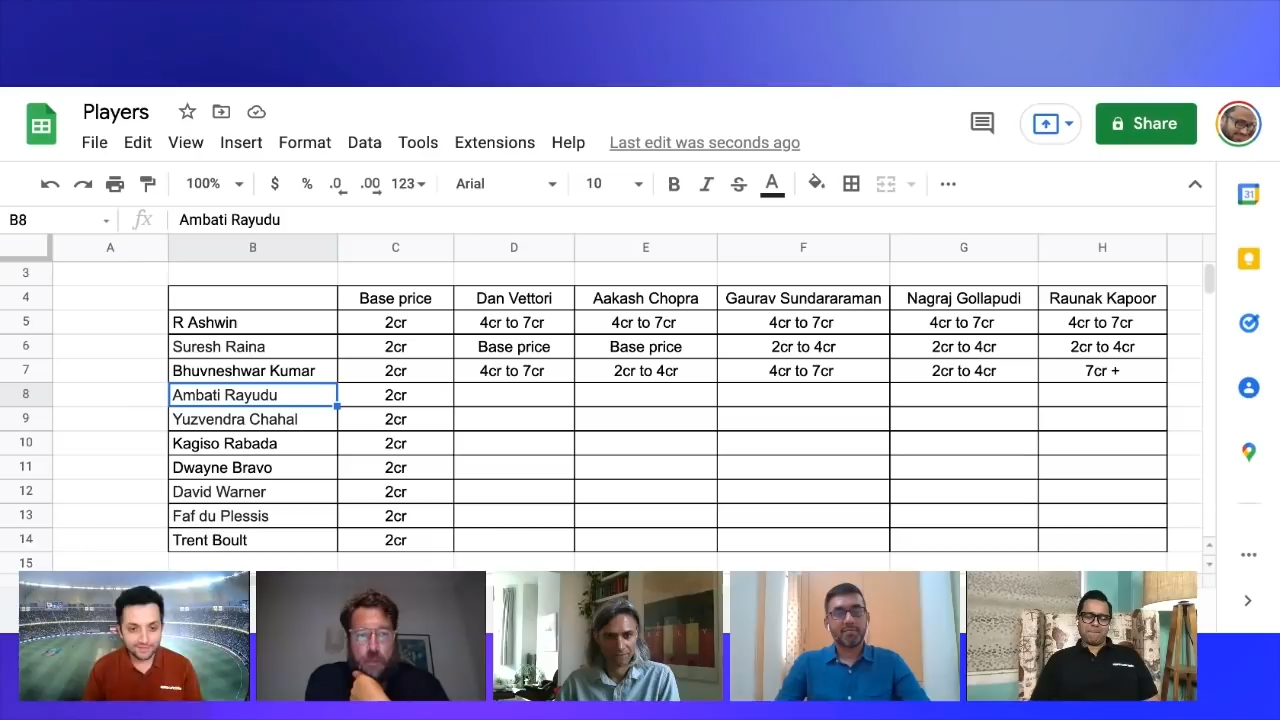 Players
File Edit View Insert Format Data Tools Extensions Help Last edit was seconds ago
Share
100% $ % .0 .00 123 Arial 10 B I S A
31
B8 fx Ambati Rayudu
A B C D E F G H
3
4 Base price Dan Vettori Aakash Chopra Gaurav Sundararaman Nagraj Gollapudi Raunak Kapoor
5 R Ashwin 2cr 4cr to 7cr 4cr to 7cr 4cr to 7cr 4cr to 7cr 4cr to 7cr
6 Suresh Raina 2cr Base price Base price 2cr to 4cr 2cr to 4cr 2cr to 4cr
7 Bhuvneshwar Kumar 2cr 4cr to 7cr 2cr to 4cr 4cr to 7cr 2cr to 4cr 7cr +
8 Ambati Rayudu 2cr
9 Yuzvendra Chahal 2cr
10 Kagiso Rabada 2cr
11 Dwayne Bravo 2cr
12 David Warner 2cr
13 Faf du Plessis 2cr
14 Trent Boult 2cr
15